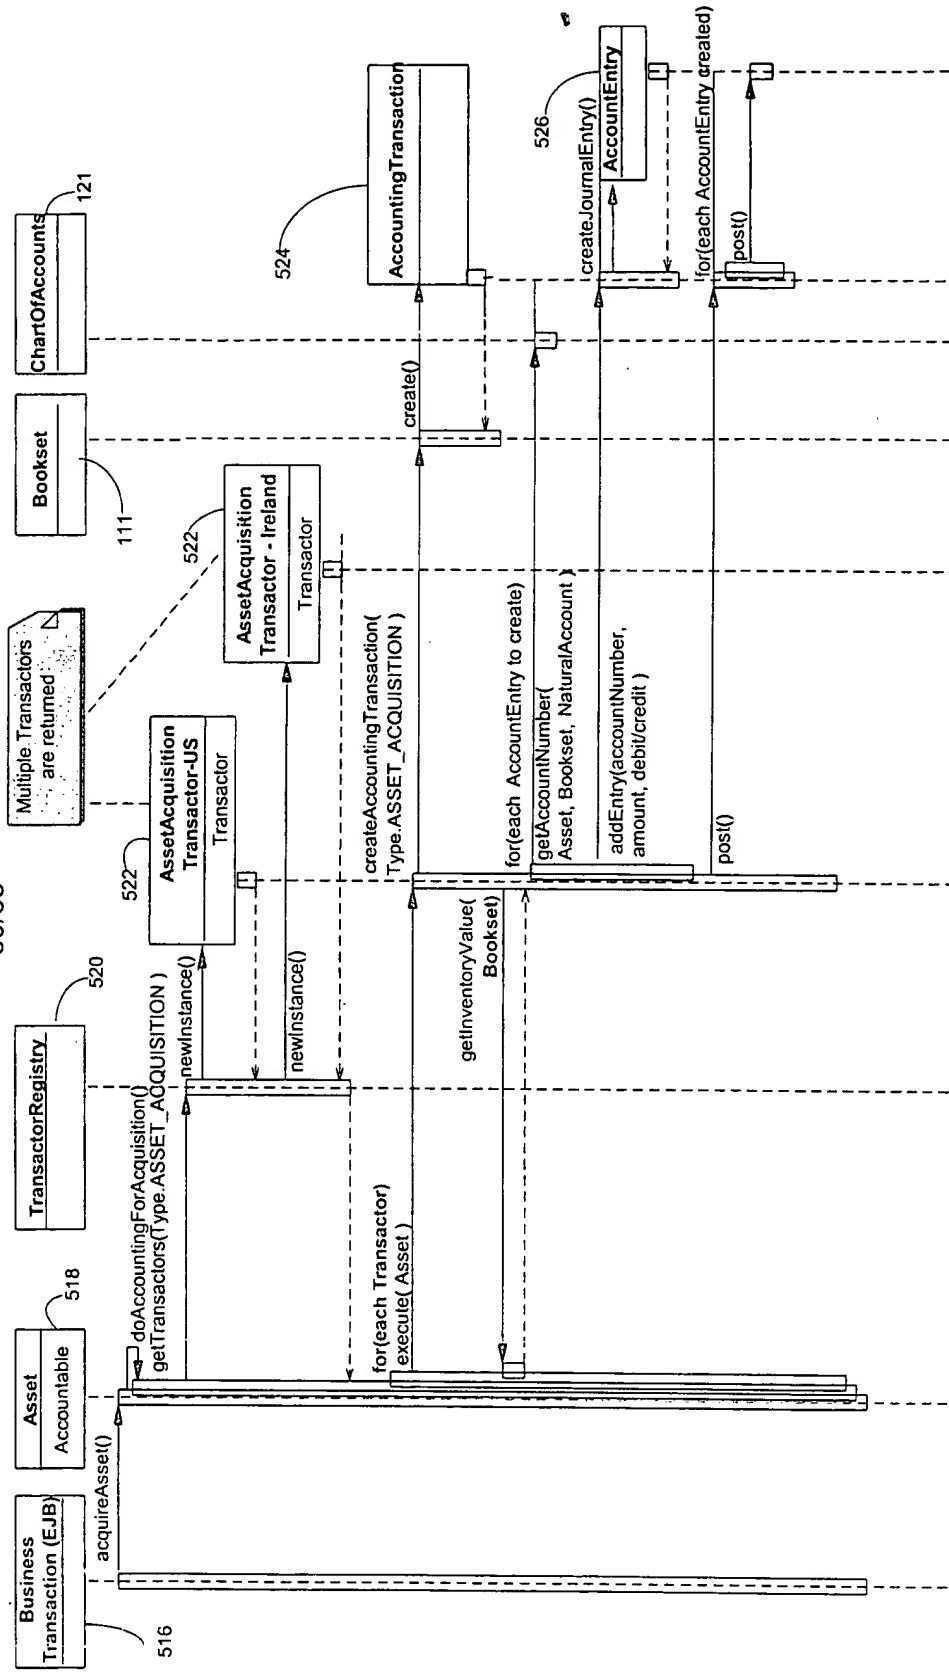 Business
Transaction (EJB)
516
Asset
Accountable
518
TransactorRegistry
520
Multiple Transactors
are returned
Bookset
111
ChartOfAccounts
121
acquireAsset()
doAccountingForAcquisition()
getTransactors(Type.ASSET_ACQUISITION )
newInstance()
522
AssetAcquisition
Transactor-US
Transactor
newInstance()
522
AssetAcquisition
Transactor - Ireland
Transactor
for(each Transactor)
execute( Asset )
createAccountingTransaction(
Type.ASSET_ACQUISITION )
create()
524
AccountingTransaction
getInventoryValue(
Bookset)
for(each AccountEntry to create)
getAccountNumber(
Asset, Bookset, NaturalAccount )
addEntry(accountNumber,
amount, debit/credit )
createJournalEntry()
526
AccountEntry
post()
for(each AccountEntry created)
post()